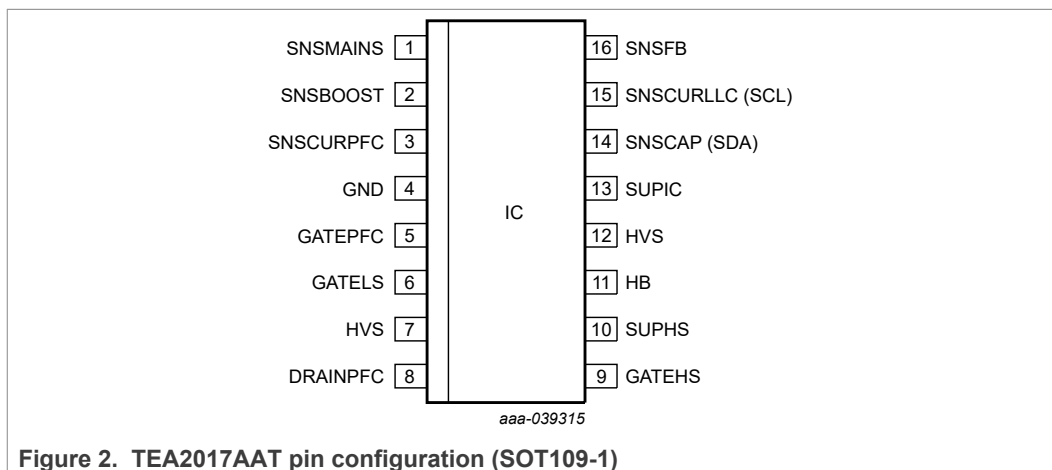 SNSMAINS 1
SNSBOOST 2
SNSCURPFC 3
GND 4
GATEPFC 5
GATELS 6
HVS 7
DRAINPFC 8
IC
16 SNSFB
15 SNSCURLLC (SCL)
14 SNSCAP (SDA)
13 SUPIC
12 HVS
11 HB
10 SUPHS
9 GATEHS
aaa-039315
Figure 2. TEA2017AAT pin configuration (SOT109-1)